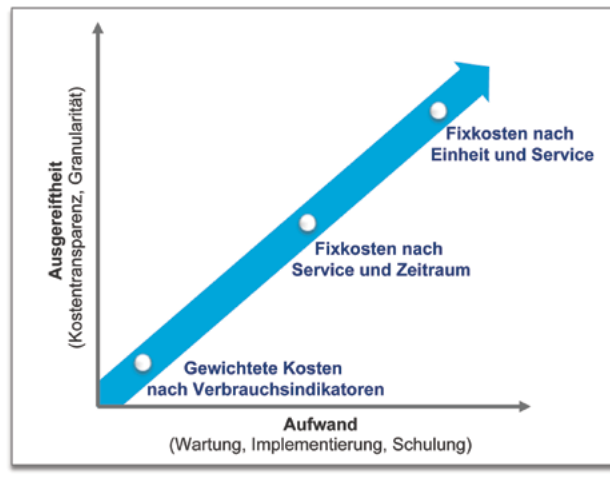 Ausgereiftheit
(Kostentransparenz, Granularität)
Fixkosten nach
Einheit und Service
Fixkosten nach
Service und Zeitraum
Gewichtete Kosten
nach Verbrauchsindikatoren
Aufwand
(Wartung, Implementierung, Schulung)